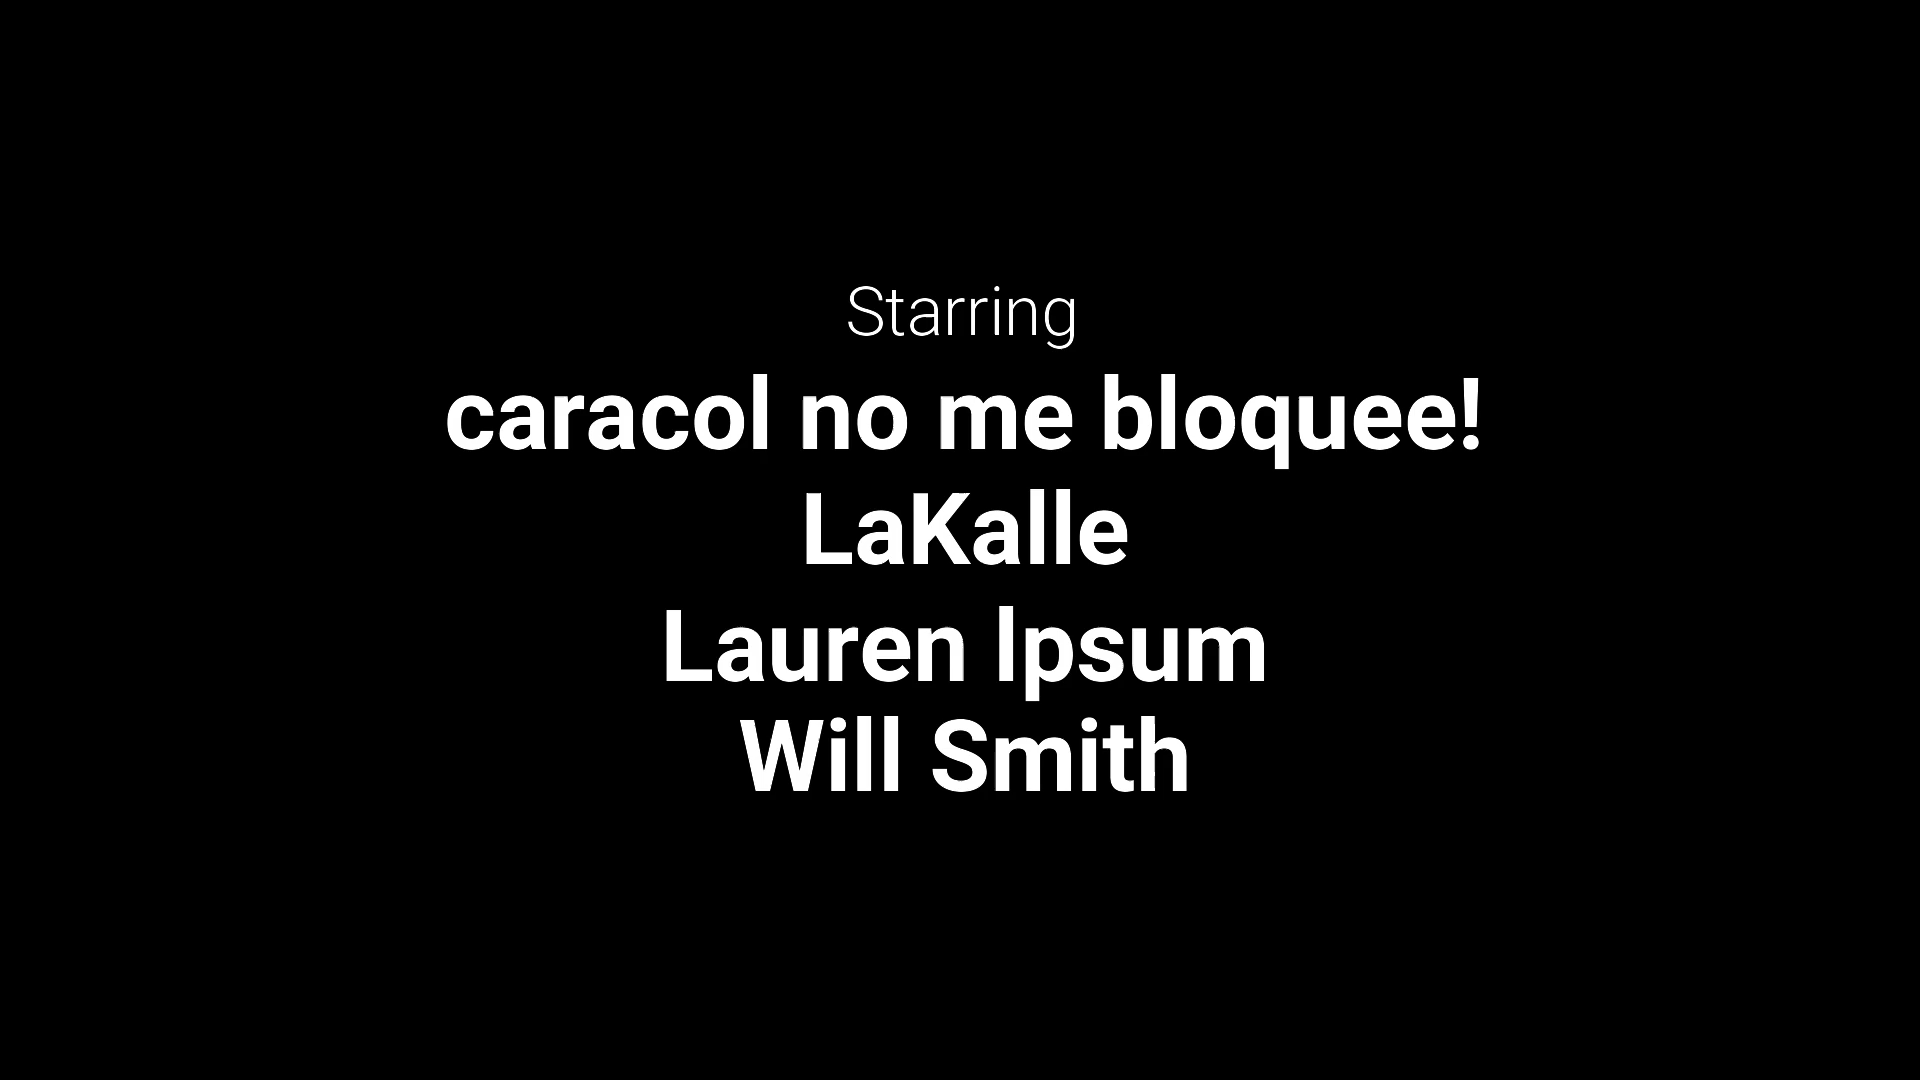 Starring
caracol no me bloquee!
LaKalle
Lauren Ipsum
Will Smith